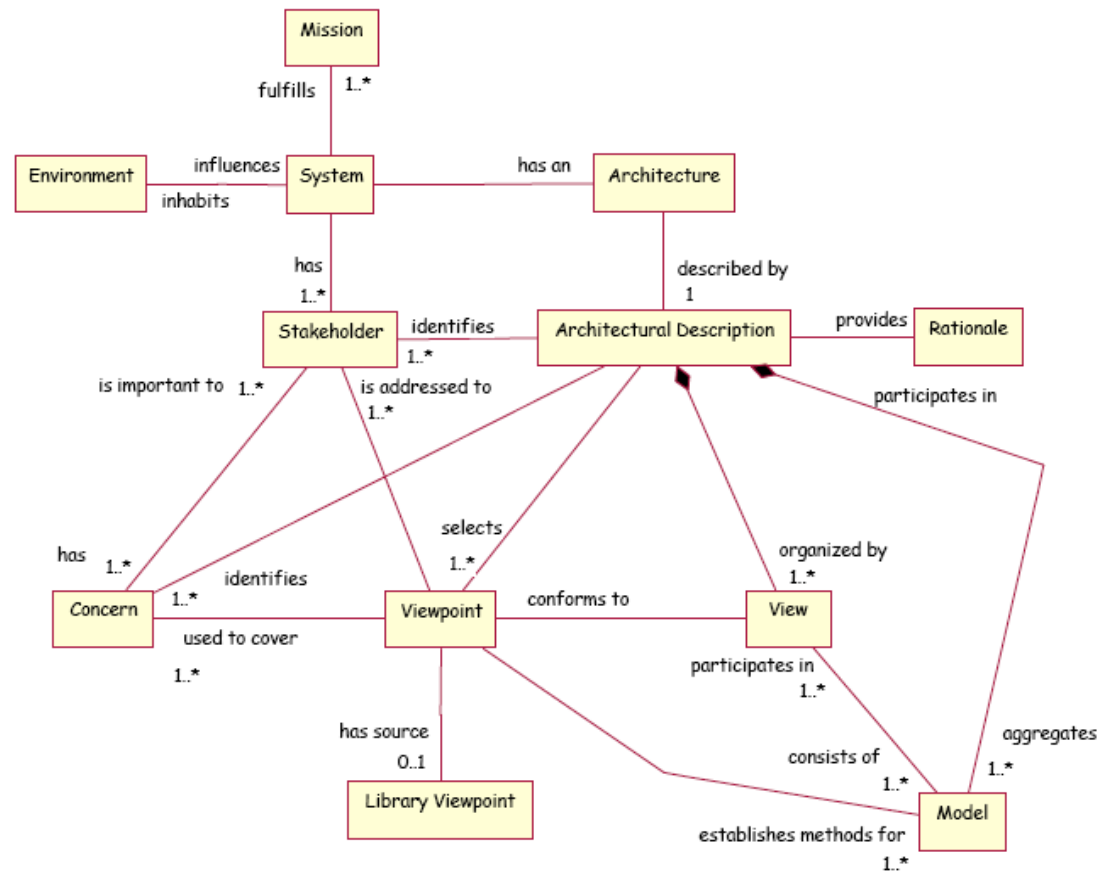 Mission
fulfills
1..*
Environment
influences
inhabits
System
has an
Architecture
has
1..*
described by
1
Stakeholder
identifies
1..*
Architectural Description
provides
Rationale
is important to
1..*
is addressed to
1..*
participates in
has
1..*
identifies
1..*
selects
1..*
organized by
1..*
Concern
used to cover
1..*
Viewpoint
conforms to
View
participates in
1..*
has source
0..1
Library Viewpoint
consists of
1..*
aggregates
1..*
Model
establishes methods for
1..*